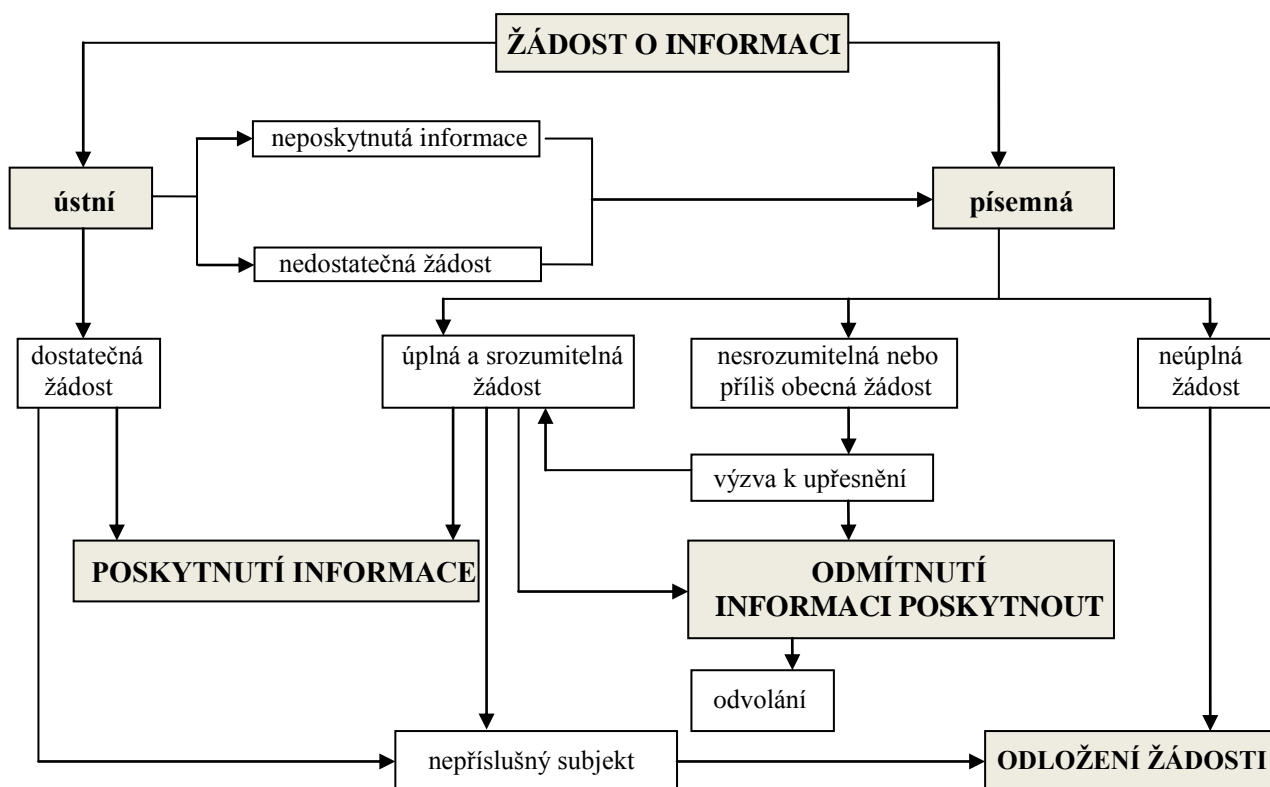 ŽÁDOST O INFORMACI
neposkytnutá informace
ústní
písemná
nedostatečná žádost
dostatečná
žádost
úplná a srozumitelná
žádost
nesrozumitelná nebo
příliš obecná žádost
neúplná
žádost
výzva k upřesnění
POSKYTNUTÍ INFORMACE
ODMÍTNUTÍ
INFORMACI POSKYTNOUT
odvolání
nepříslušný subjekt
ODLOŽENÍ ŽÁDOSTI